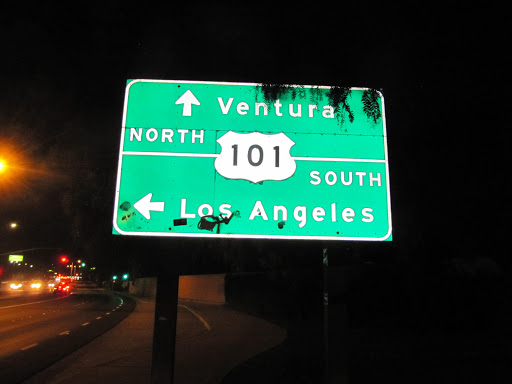 Ventura
NORTH
101
SOUTH
Los Angeles